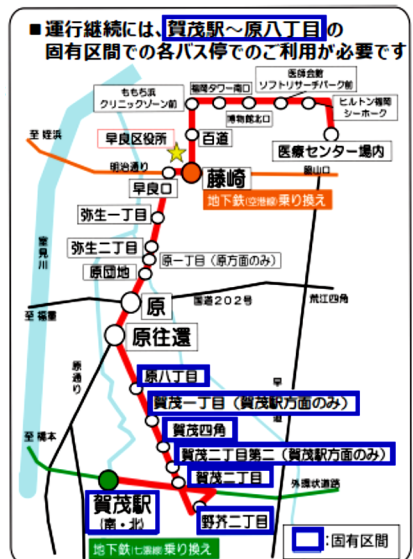 ■運行継続には、賀茂駅～原八丁目の
固有区間での各バス停でのご利用が必要です
ももち浜
クリニックゾーン前
福岡タワー南口
医師会館
ソフトリサーチパーク前
博物館北口
ヒルトン福岡
シーホーク
医療センター場内
至 姪浜
早良区役所
百道
明治通り
藤崎
早良口
地下鉄(空港線)乗り換え
弥生一丁目
弥生二丁目
原一丁目(原方面のみ)
原団地
室見川
原
国道202号
荒江四角
至 福重
原往還
原通り
原八丁目
賀茂一丁目(賀茂駅方面のみ)
賀茂四角
賀茂二丁目第二(賀茂駅方面のみ)
賀茂二丁目
至 橋本
外環状道路
賀茂駅
(南・北)
野芥二丁目
地下鉄(七隈線)乗り換え
:固有区間